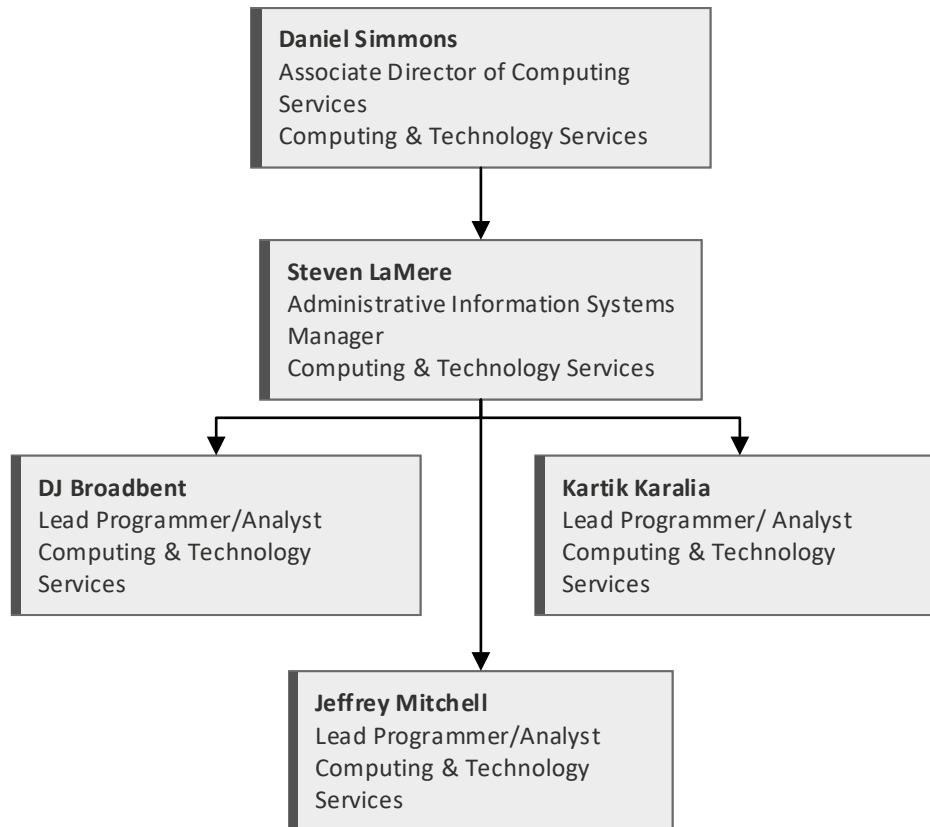 Daniel Simmons
Associate Director of Computing
Services
Computing & Technology Services
Steven LaMere
Administrative Information Systems
Manager
Computing & Technology Services
DJ Broadbent
Lead Programmer/Analyst
Computing & Technology
Services
Kartik Karalia
Lead Programmer/ Analyst
Computing & Technology
Services
Jeffrey Mitchell
Lead Programmer/Analyst
Computing & Technology
Services